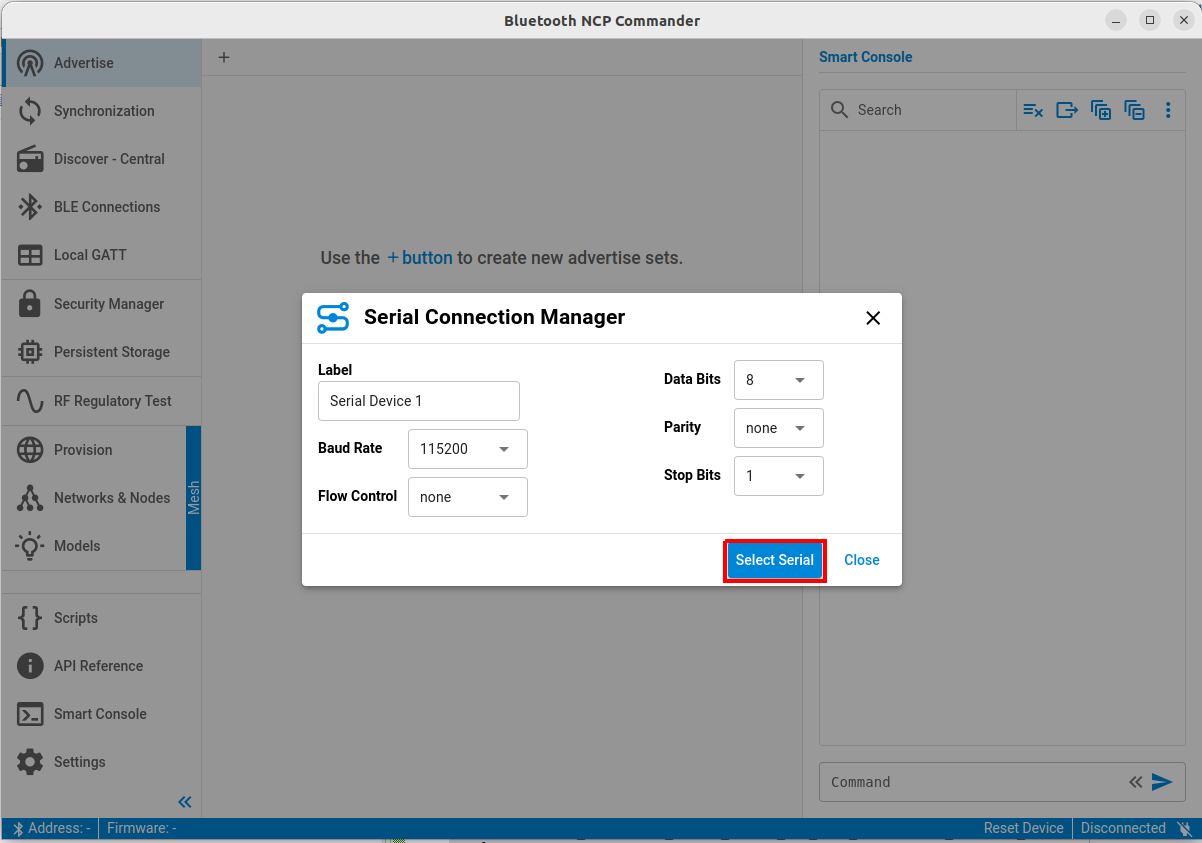 Bluetooth NCP Commander
Advertise
Synchronization
Discover - Central
BLE Connections
Local GATT
Security Manager
Persistent Storage
RF Regulatory Test
Provision
Networks & Nodes
Models
Mesh
Scripts
API Reference
Smart Console
Settings
+
Use the + button to create new advertise sets.
Smart Console
Search
Serial Connection Manager
Label
Serial Device 1
Baud Rate
115200
Flow Control
none
Data Bits
8
Parity
none
Stop Bits
1
Select Serial
Close
Command
Address: -
Firmware: -
Reset Device
Disconnected